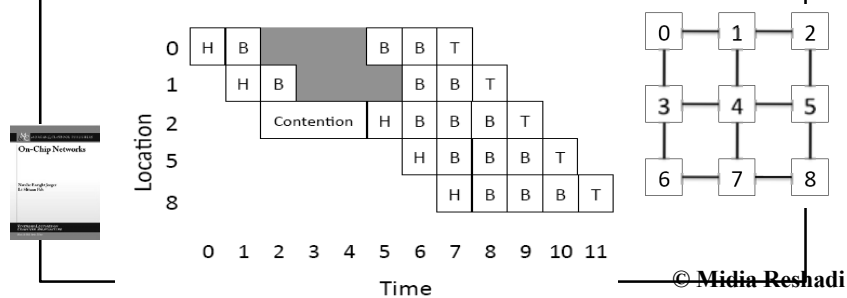 0 H B B B T
1 H B B B T
2 Contention H B B B T
5 H B B B T
8 H B B B T
Location
0 1 2 3 4 5 6 7 8 9 10 11
Time
0 1 2
3 4 5
6 7 8
On-Chip Networks
© Midia Reshadi